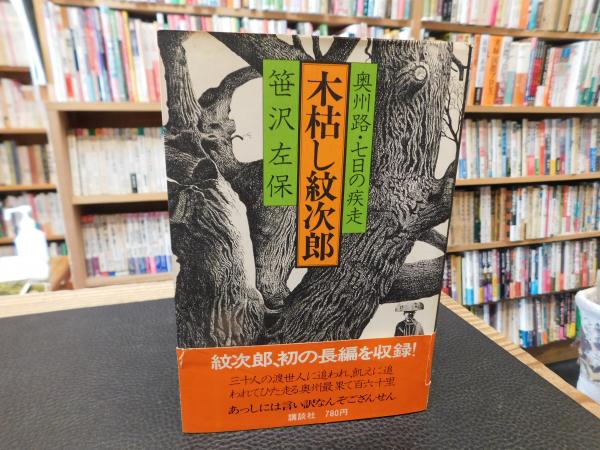 奥州路・七日の疾走
木枯し紋次郎
笹沢左保
紋次郎、初の長編を収録!
三十人の渡世人に追われ、飢えに追
われてひた走る奥州最果て百六十里
あっしには言い訳なんぞござんせん
講談社 780円